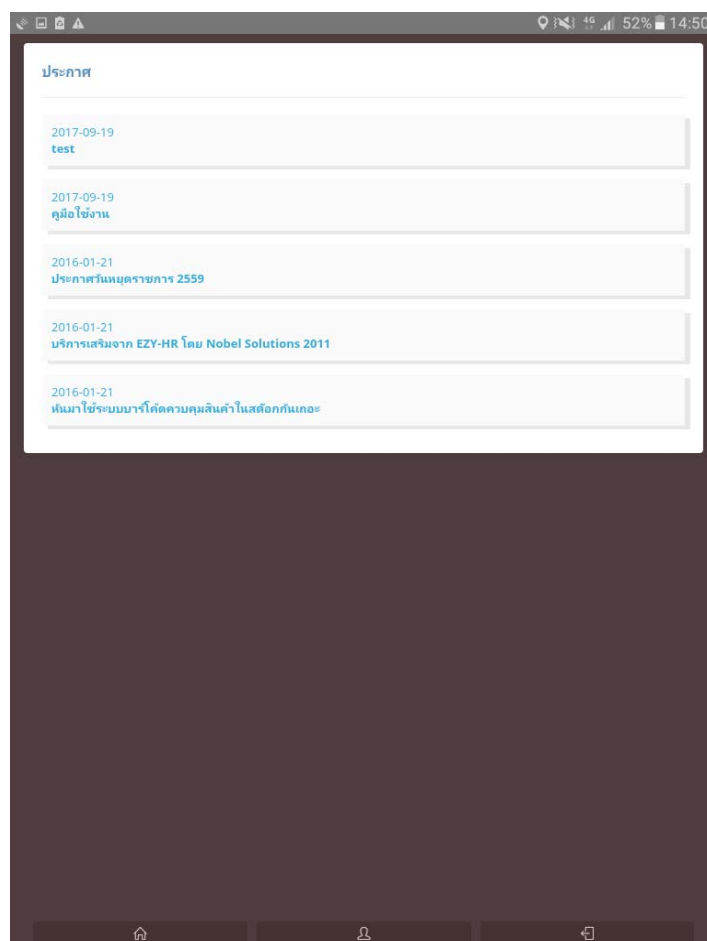 4G 52% 14:50
ประกาศ
2017-09-19
test
2017-09-19
คูมือใช้งาน
2016-01-21
ประกาศวันหยุดราชการ 2559
2016-01-21
บริการเสริมจาก EZY-HR โดย Nobel Solutions 2011
2016-01-21
หันมาใช้ระบบบาร์โค้ดควบคุมสินค้าในสต๊อกกันเถอะ